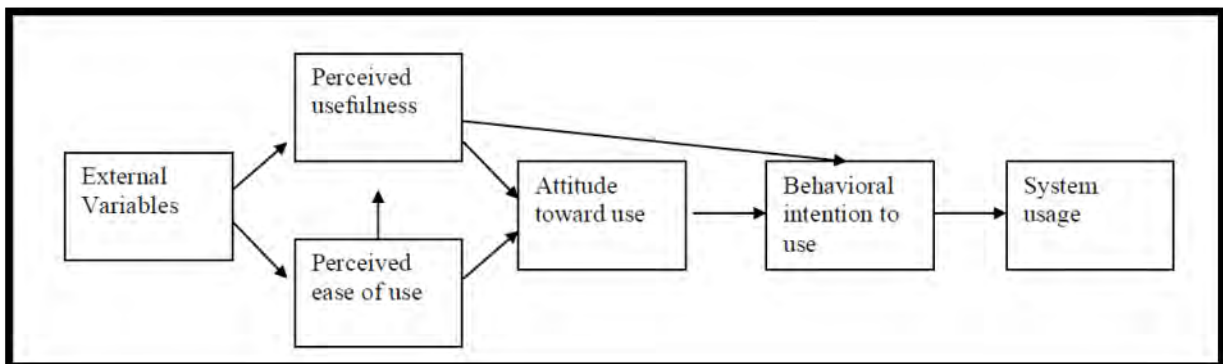 External
Variables
Perceived
usefulness
Perceived
ease of use
Attitude
toward use
Behavioral
intention to
use
System
usage